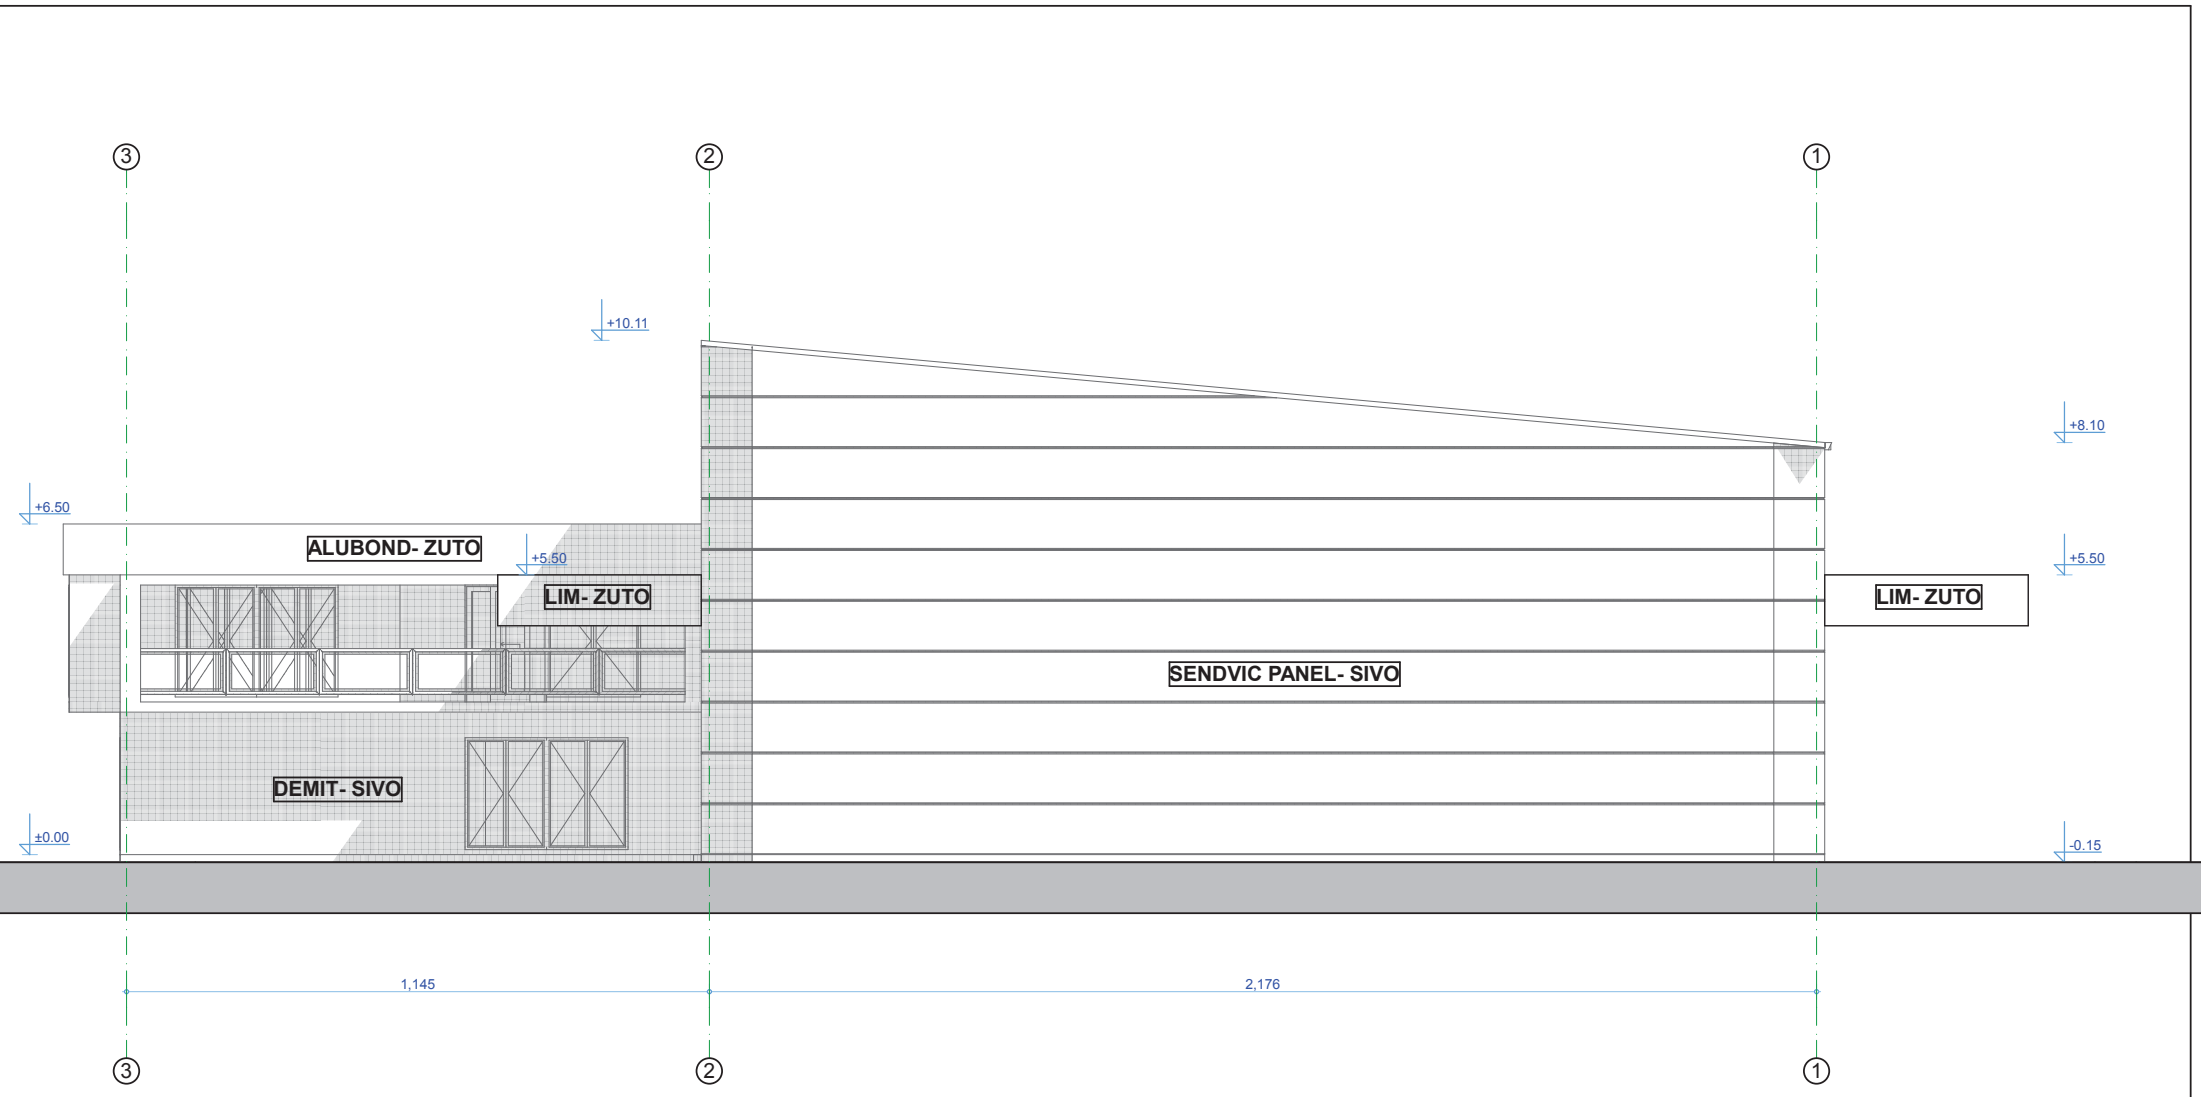 3 2 1
+10.11
+8.10
+6.50
ALUBOND- ZUTO
+5.50
+5.50
LIM- ZUTO
LIM- ZUTO
SENDVIC PANEL- SIVO
DEMIT- SIVO
±0.00
-0.15
1,145 2,176
3 2 1